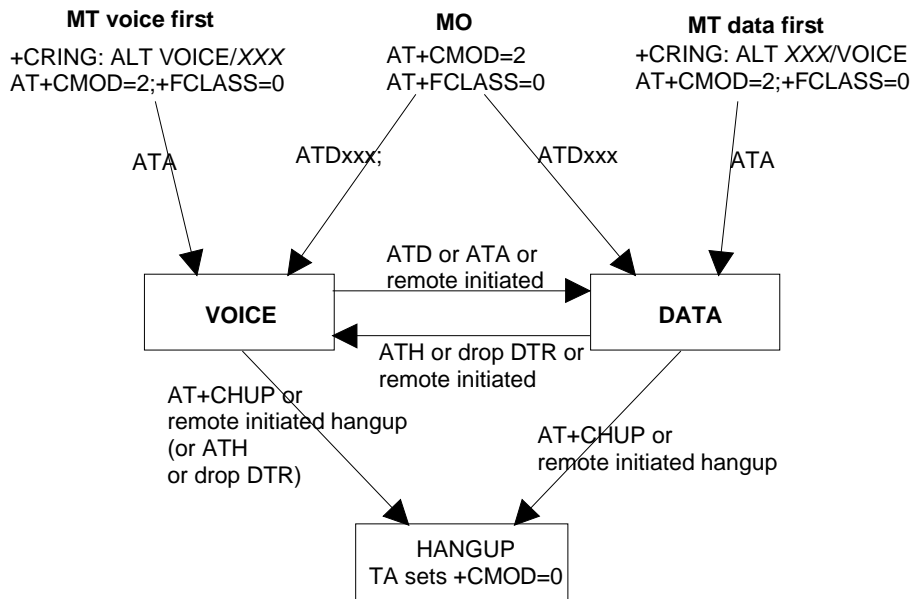 MT voice first
+CRING: ALT VOICE/XXX
AT+CMOD=2;+FCLASS=0
MO
AT+CMOD=2
AT+FCLASS=0
MT data first
+CRING: ALT XXX/VOICE
AT+CMOD=2;+FCLASS=0
ATA
ATDxxx;
ATDxxx
ATA
ATD or ATA or
remote initiated
VOICE
DATA
ATH or drop DTR or
remote initiated
AT+CHUP or
remote initiated hangup
(or ATH
or drop DTR)
AT+CHUP or
remote initiated hangup
HANGUP
TA sets +CMOD=0